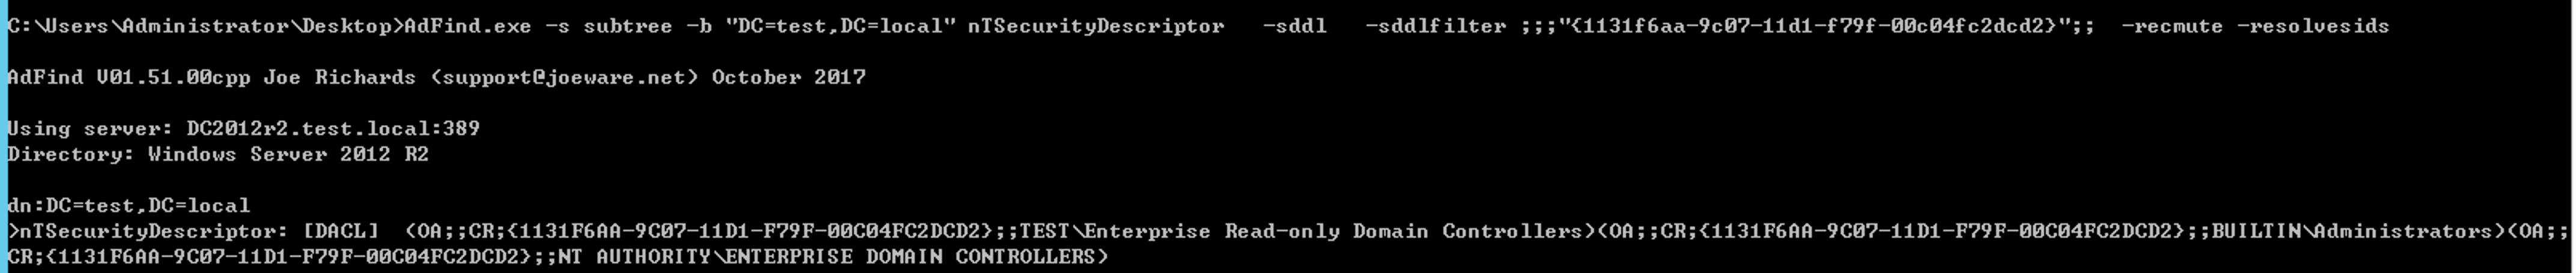 C:\Users\Administrator\Desktop>AdFind.exe -s subtree -b "DC=test,DC=local" nTSecurityDescriptor   -sddl   -sddlfilter ;;;"{1131f6aa-9c07-11d1-f79f-00c04fc2dcd2}";;  -recmute -resolvesids
AdFind V01.51.00cpp Joe Richards (support@joeware.net) October 2017
Using server: DC2012r2.test.local:389
Directory: Windows Server 2012 R2
dn:DC=test,DC=local
>nTSecurityDescriptor: [DACL]  (OA;;CR;{1131F6AA-9C07-11D1-F79F-00C04FC2DCD2};;TEST\Enterprise Read-only Domain Controllers)(OA;;CR;{1131F6AA-9C07-11D1-F79F-00C04FC2DCD2};;BUILTIN\Administrators)(OA;;
CR;{1131F6AA-9C07-11D1-F79F-00C04FC2DCD2};;NT AUTHORITY\ENTERPRISE DOMAIN CONTROLLERS)